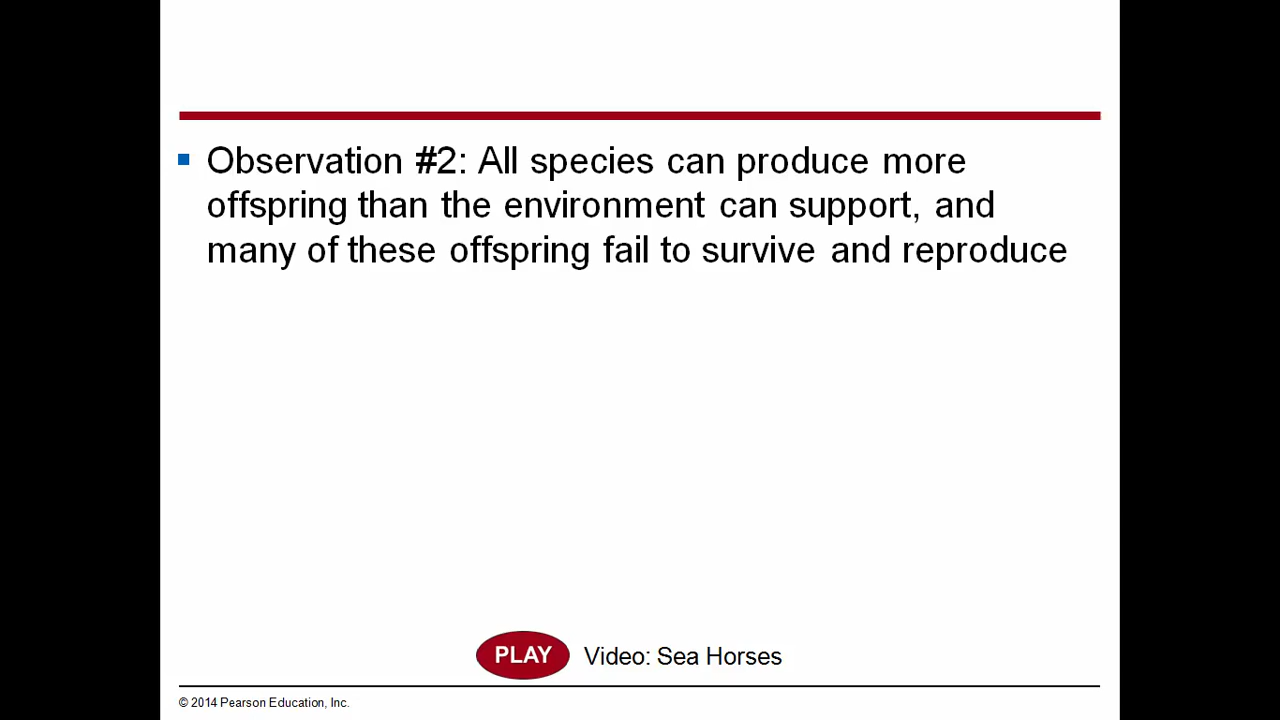 Observation #2: All species can produce more
offspring than the environment can support, and
many of these offspring fail to survive and reproduce
PLAY Video: Sea Horses
© 2014 Pearson Education, Inc.